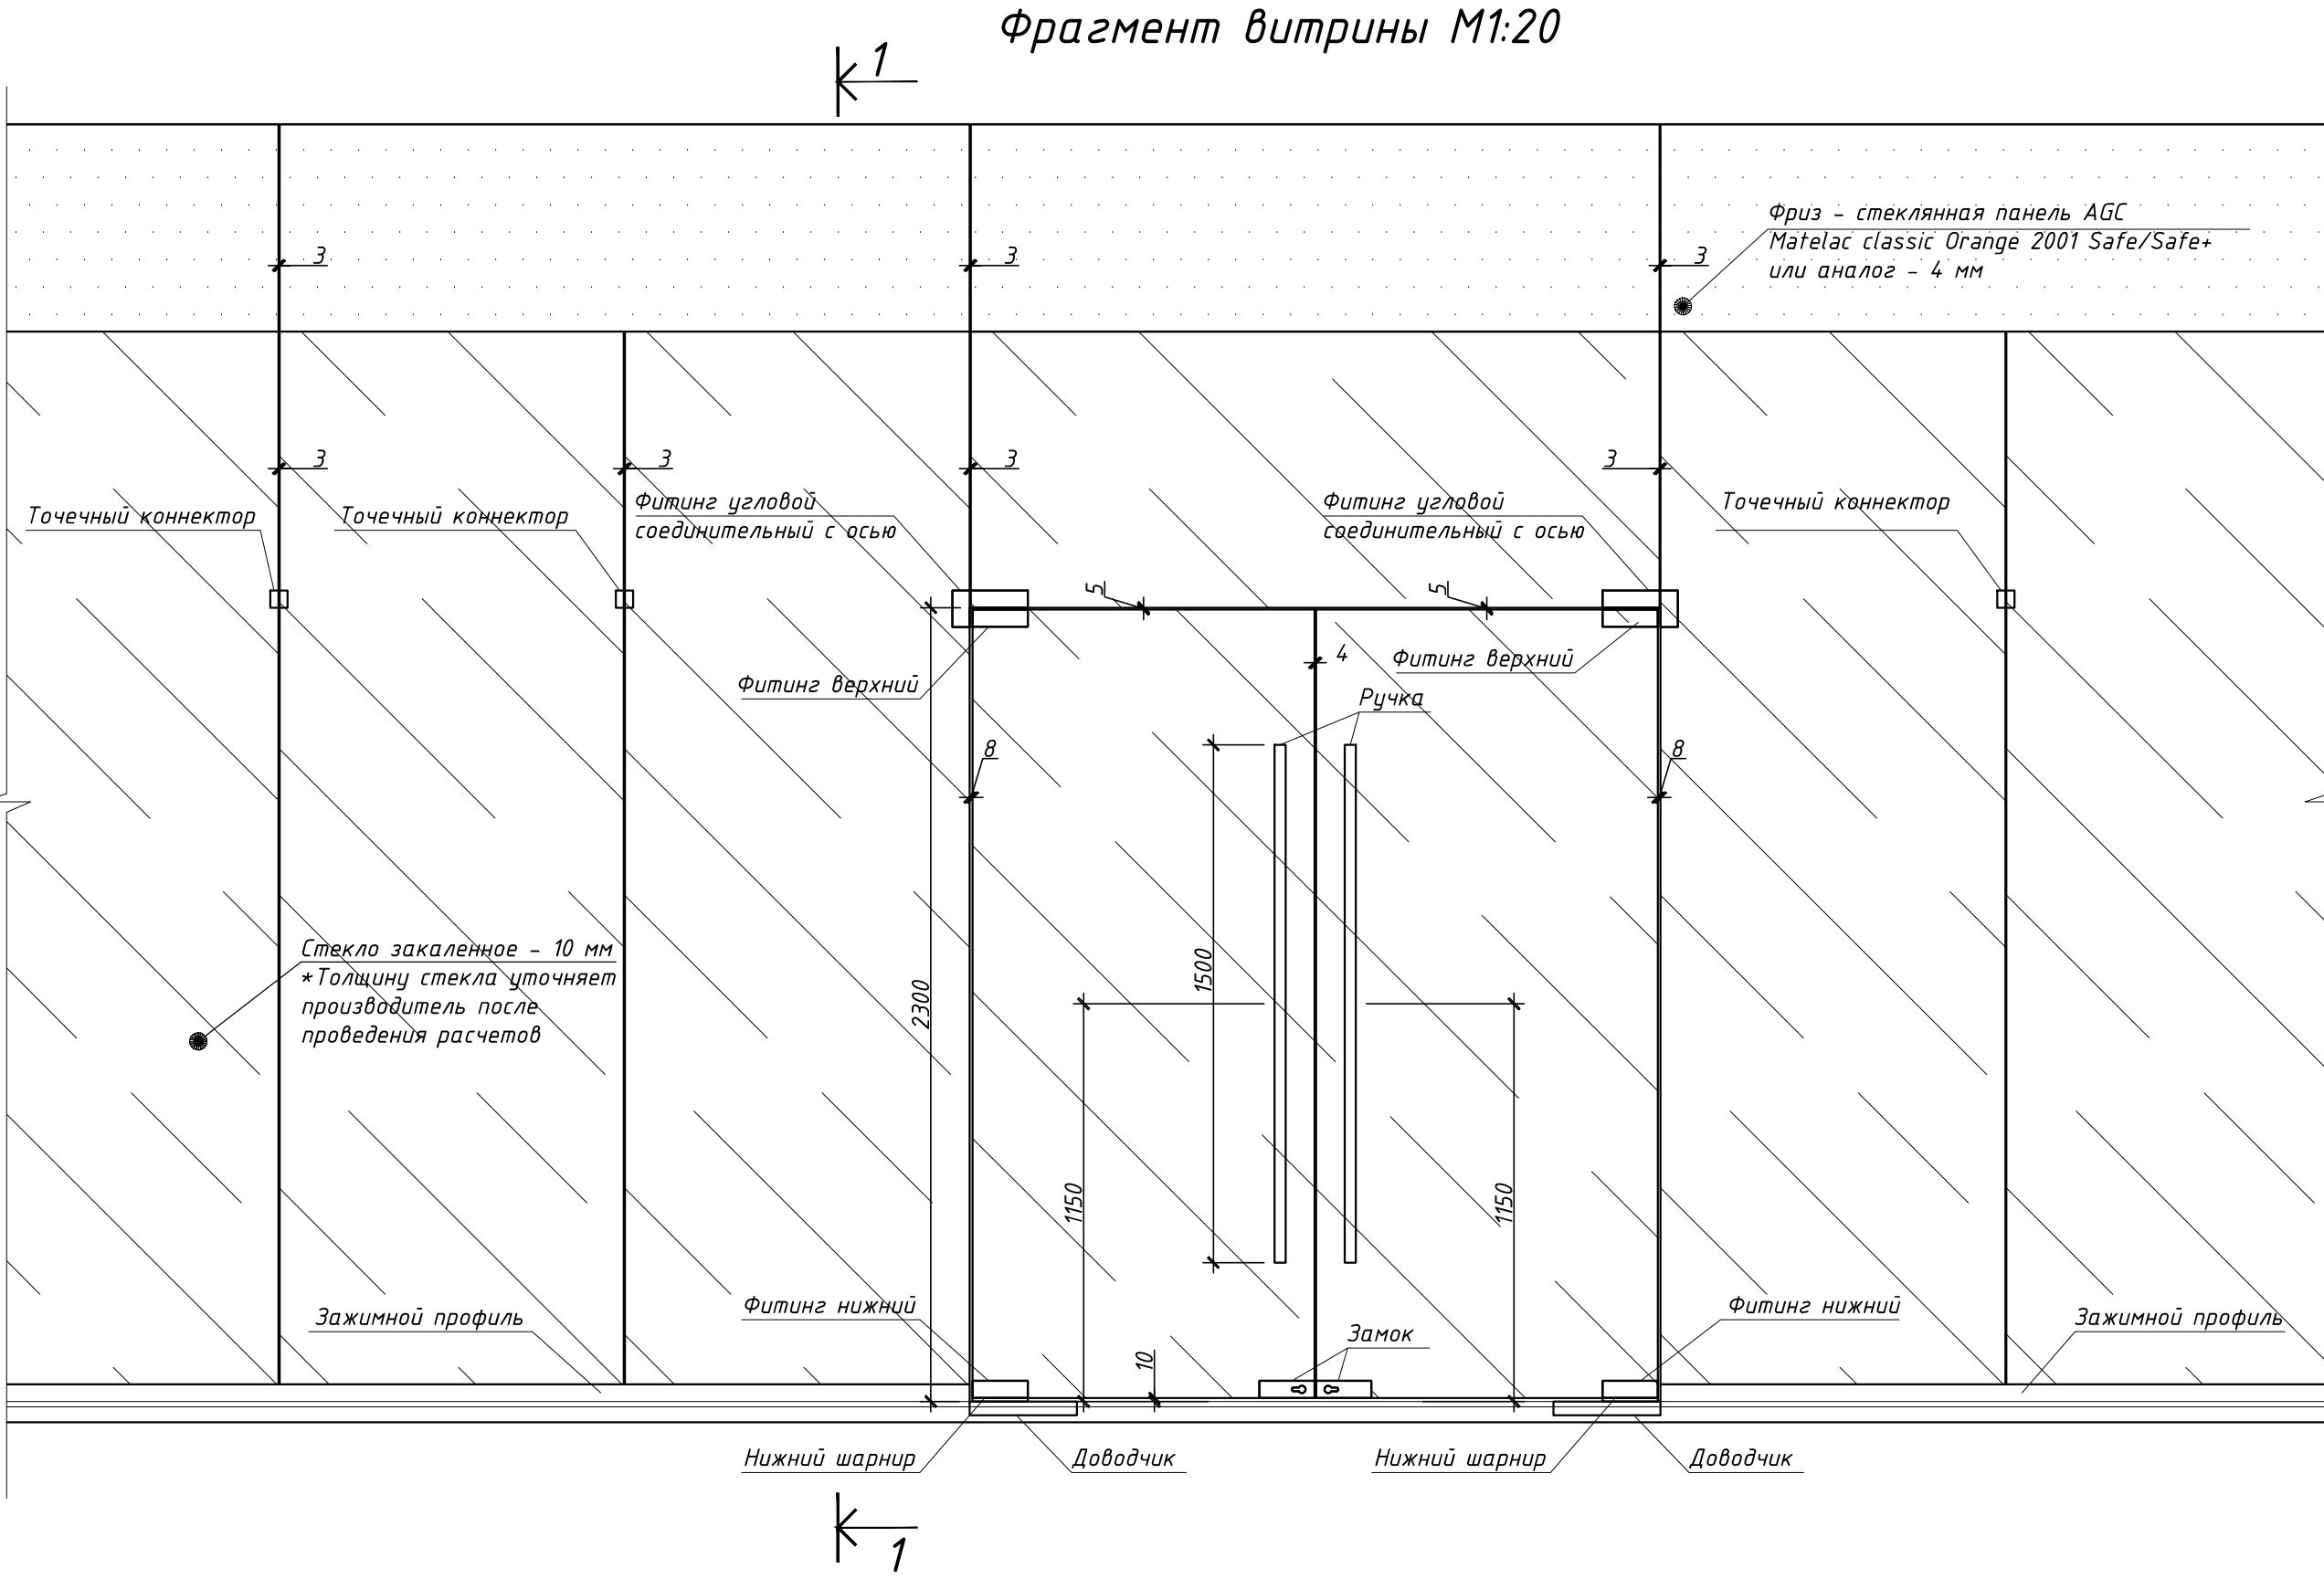 Фрагмент витрины М1:20
1
Фриз - стеклянная панель AGC
Matelac classic Orange 2001 Safe/Safe+
или аналог - 4 мм
3
3
3
3
3
3
3
Точечный коннектор
Точечный коннектор
Фитинг угловой
соединительный с осью
Фитинг угловой
соединительный с осью
Точечный коннектор
5
5
4
Фитинг верхний
Фитинг верхний
Ручка
8
8
Стекло закаленное - 10 мм
*Толщину стекла уточняет
производитель после
проведения расчетов
2300
1500
1150
1150
Зажимной профиль
Фитинг нижний
Фитинг нижний
Зажимной профиль
Замок
10
Нижний шарнир
Доводчик
Нижний шарнир
Доводчик
1